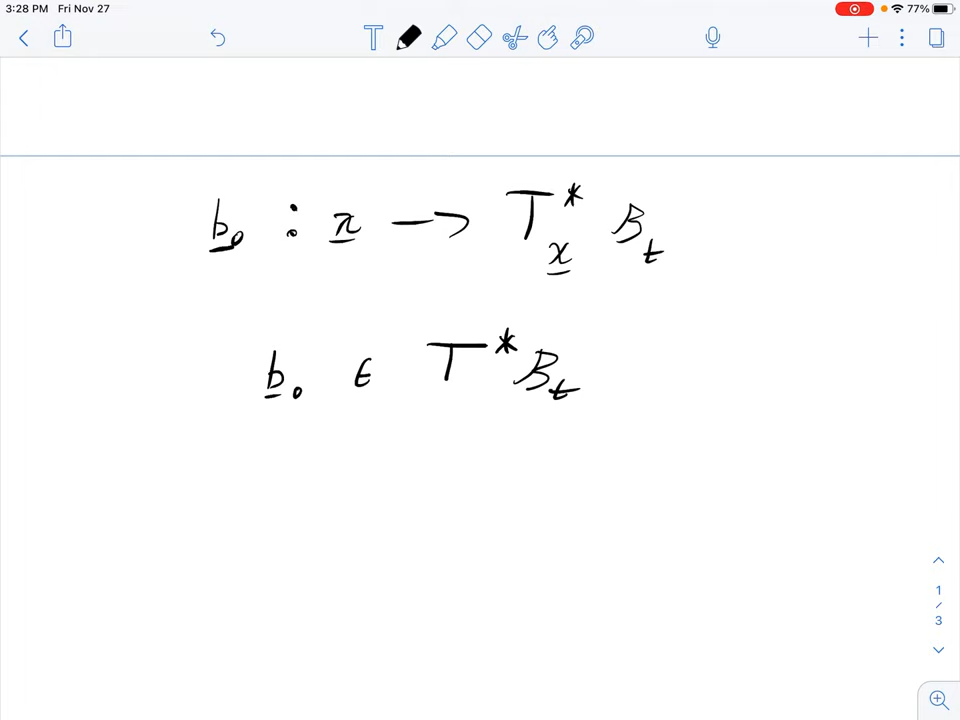 3:28 PM Fri Nov 27
77%
T
b₀ : x → T*ₓ Bₜ
b₀ ∈ T* Bₜ
1
/
3